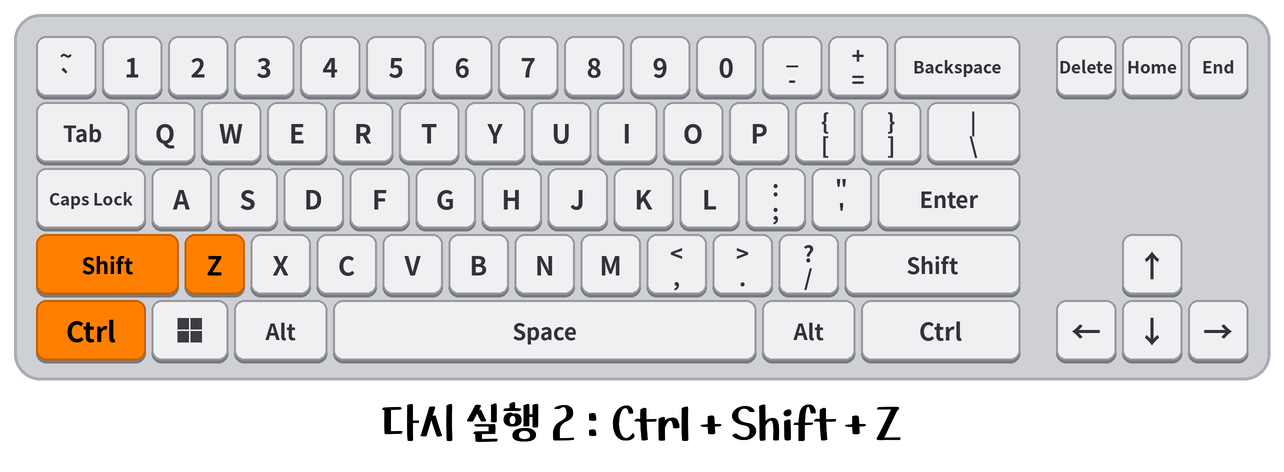 ~ ` 1 2 3 4 5 6 7 8 9 0 _ - + = Backspace Delete Home End
Tab Q W E R T Y U I O P { [ } ] | \
Caps Lock A S D F G H J K L : ; " ' Enter
Shift Z X C V B N M < , > . ? / Shift ↑
Ctrl Alt Space Alt Ctrl ← ↓ →
다시 실행 2 : Ctrl + Shift + Z